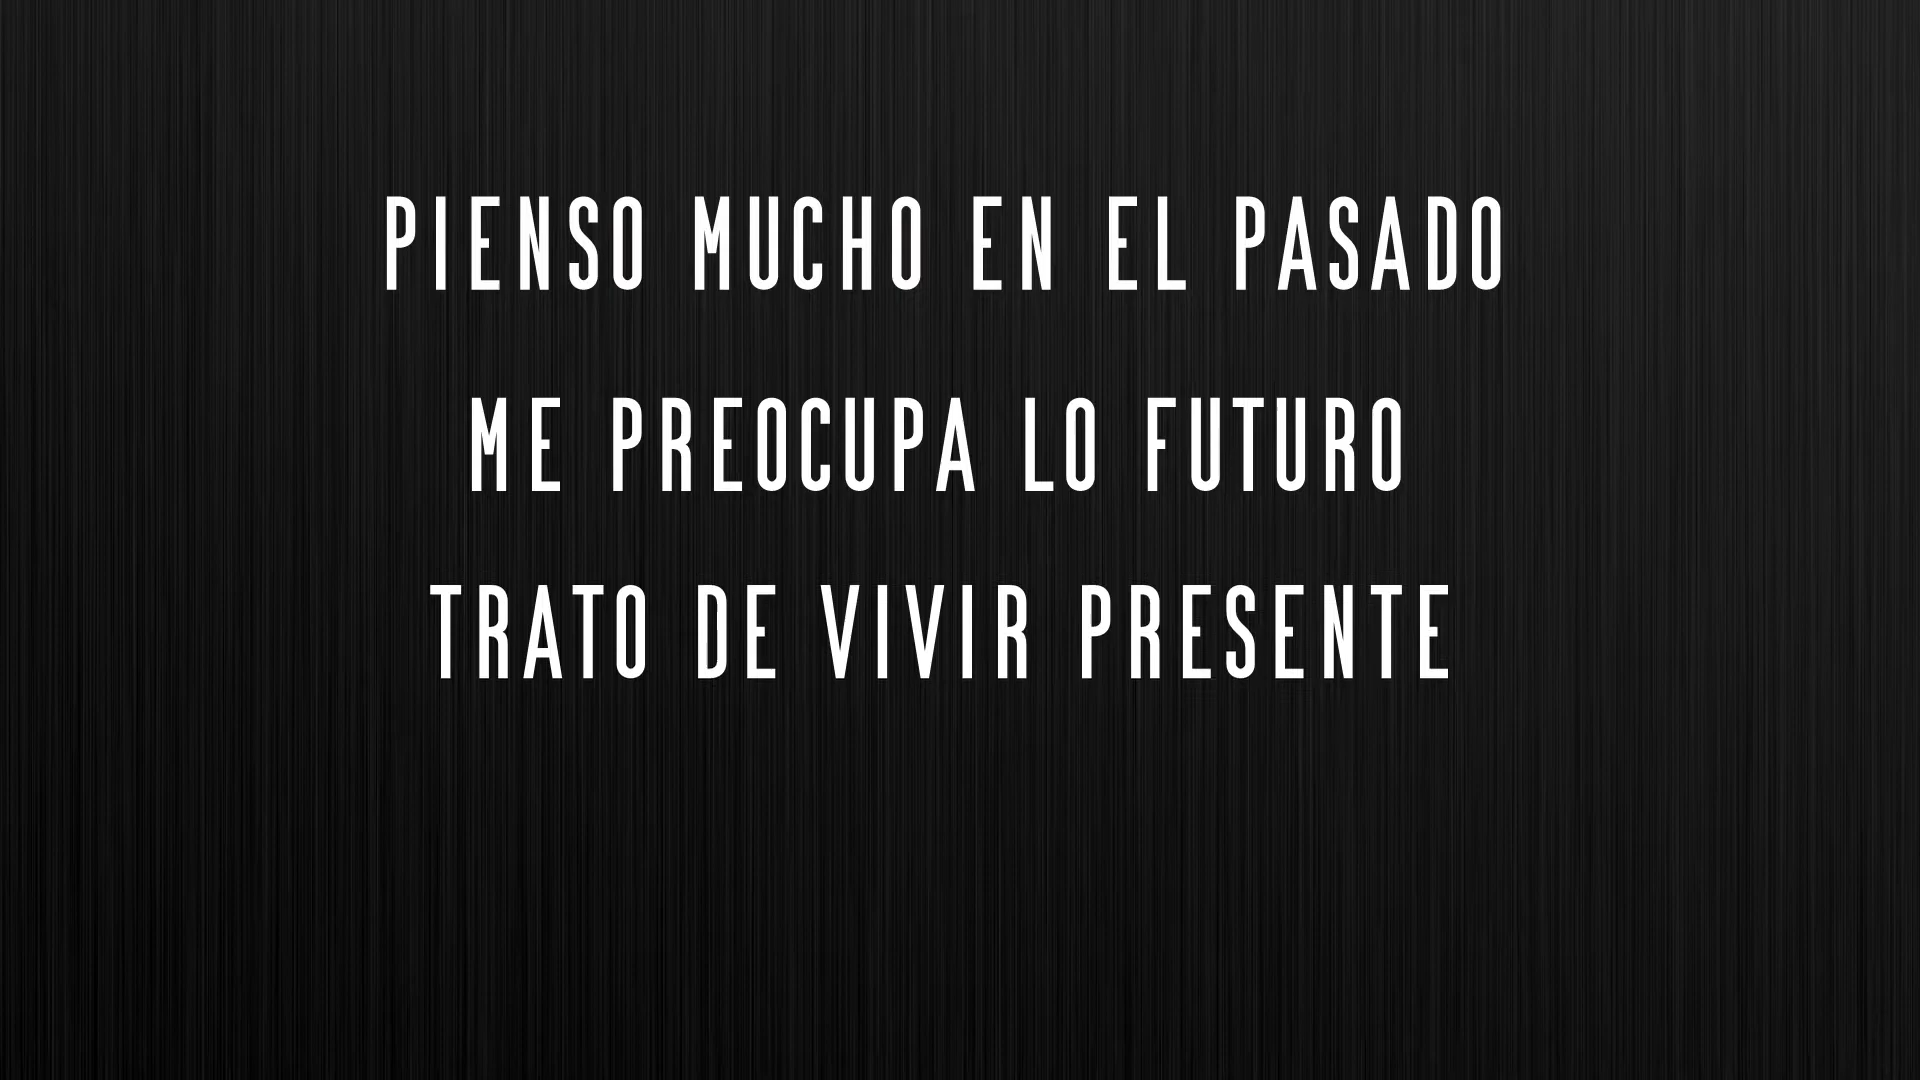 PIENSO MUCHO EN EL PASADO
ME PREOCUPA LO FUTURO
TRATO DE VIVIR PRESENTE